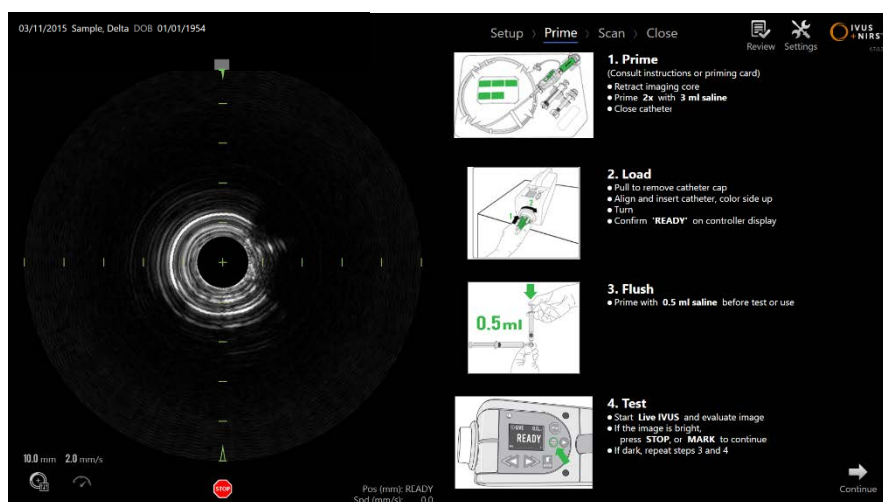 03/11/2015 Sample, Delta DOB 01/01/1954
Setup > Prime > Scan > Close
Review
Settings
IVUS
+NIRS
1. Prime
(Consult instructions or priming card)
• Retract imaging core
• Prime 2x with 3 ml saline
• Close catheter
2. Load
• Pull to remove catheter cap
• Align and insert catheter, color side up
• Turn
• Confirm 'READY' on controller display
3. Flush
• Prime with 0.5 ml saline before test or use
0.5ml
4. Test
• Start Live IVUS and evaluate image
• If the image is bright,
press STOP, or MARK to continue
• If dark, repeat steps 3 and 4
READY
10.0 mm 2.0 mm/s
STOP
Pos (mm): READY
Spd (mm/s): 0.0
Continue